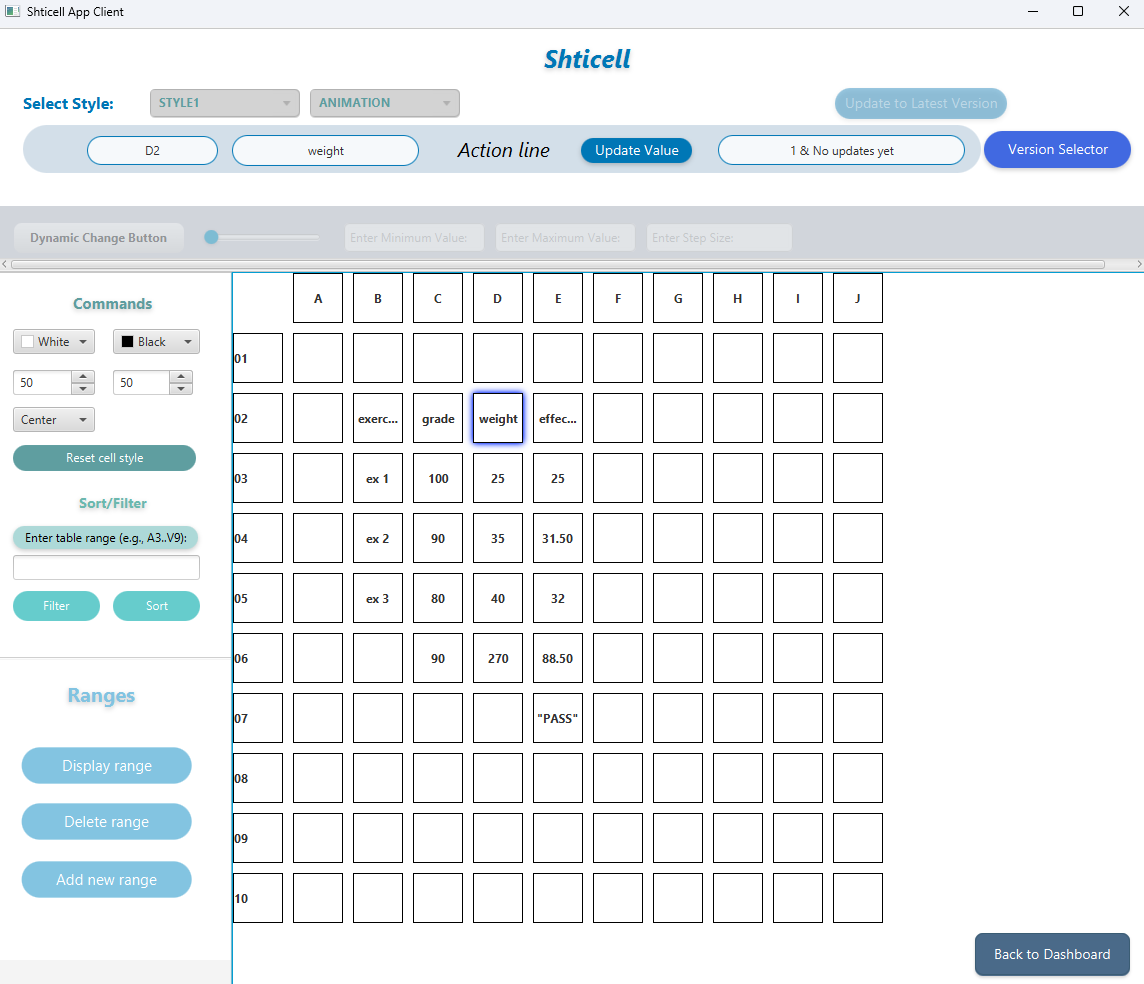 Shticell App Client
Shticell
Select Style: STYLE1 ANIMATION Update to Latest Version
D2 weight Action line Update Value 1 & No updates yet Version Selector
Dynamic Change Button Enter Minimum Value: Enter Maximum Value: Enter Step Size:
Commands
White Black
50 50
Center
Reset cell style
Sort/Filter
Enter table range (e.g., A3..V9):
Filter Sort
Ranges
Display range
Delete range
Add new range
A B C D E F G H I J
01
02 exerc... grade weight effec...
03 ex 1 100 25 25
04 ex 2 90 35 31.50
05 ex 3 80 40 32
06 90 270 88.50
07 "PASS"
08
09
10
Back to Dashboard